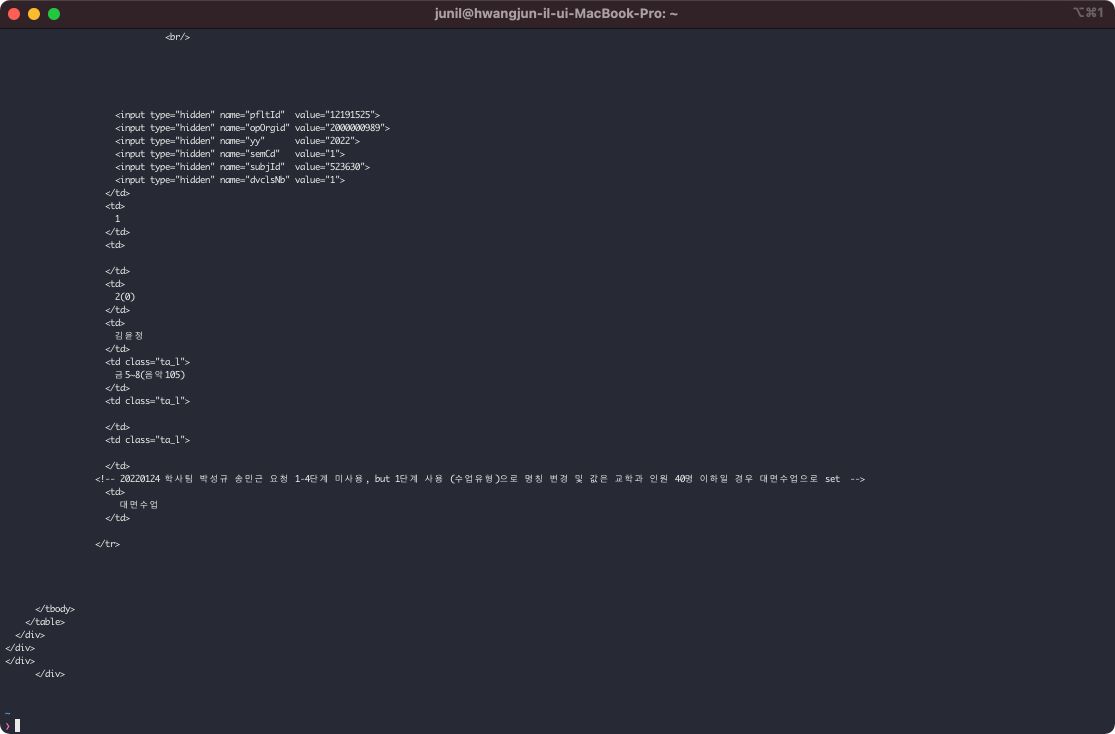 junil@hwangjun-il-ui-MacBook-Pro: ~
⌥⌘1
<br/>
<input type="hidden" name="pfltId"  value="12191525">
<input type="hidden" name="opOrgid" value="2000000989">
<input type="hidden" name="yy"      value="2022">
<input type="hidden" name="semCd"   value="1">
<input type="hidden" name="subjId"  value="523630">
<input type="hidden" name="dvclsNb" value="1">
</td>
<td>
1
</td>
<td>
</td>
<td>
2(0)
</td>
<td>
김윤정
</td>
<td class="ta_l">
금5~8(음악105)
</td>
<td class="ta_l">
</td>
<td class="ta_l">
</td>
<!-- 20220124 학사팀 박성규 송민근 요청 1-4단계 미사용, but 1단계 사용 (수업유형)으로 명칭 변경 및 값은 교학과 인원 40명 이하일 경우 대면수업으로 set  -->
<td>
대면수업
</td>
</tr>
</tbody>
</table>
</div>
</div>
</div>
</div>
~
❯